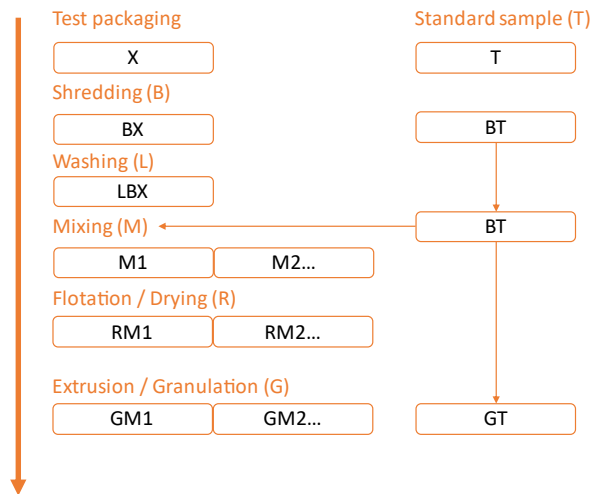 Test packaging
Standard sample (T)
X
T
Shredding (B)
BX
BT
Washing (L)
LBX
Mixing (M)
BT
M1
M2...
Flotation / Drying (R)
RM1
RM2...
Extrusion / Granulation (G)
GM1
GM2...
GT